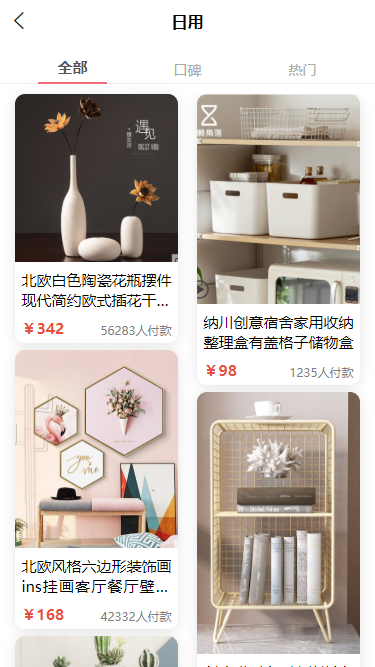 日用
全部
口碑
热门
遇见
懒角落
北欧白色陶瓷花瓶摆件
现代简约欧式插花干...
￥342
56283人付款
纳川创意宿舍家用收纳
整理盒有盖格子储物盒
￥98
1235人付款
you
me
北欧风格六边形装饰画
ins挂画客厅餐厅壁...
￥168
42332人付款